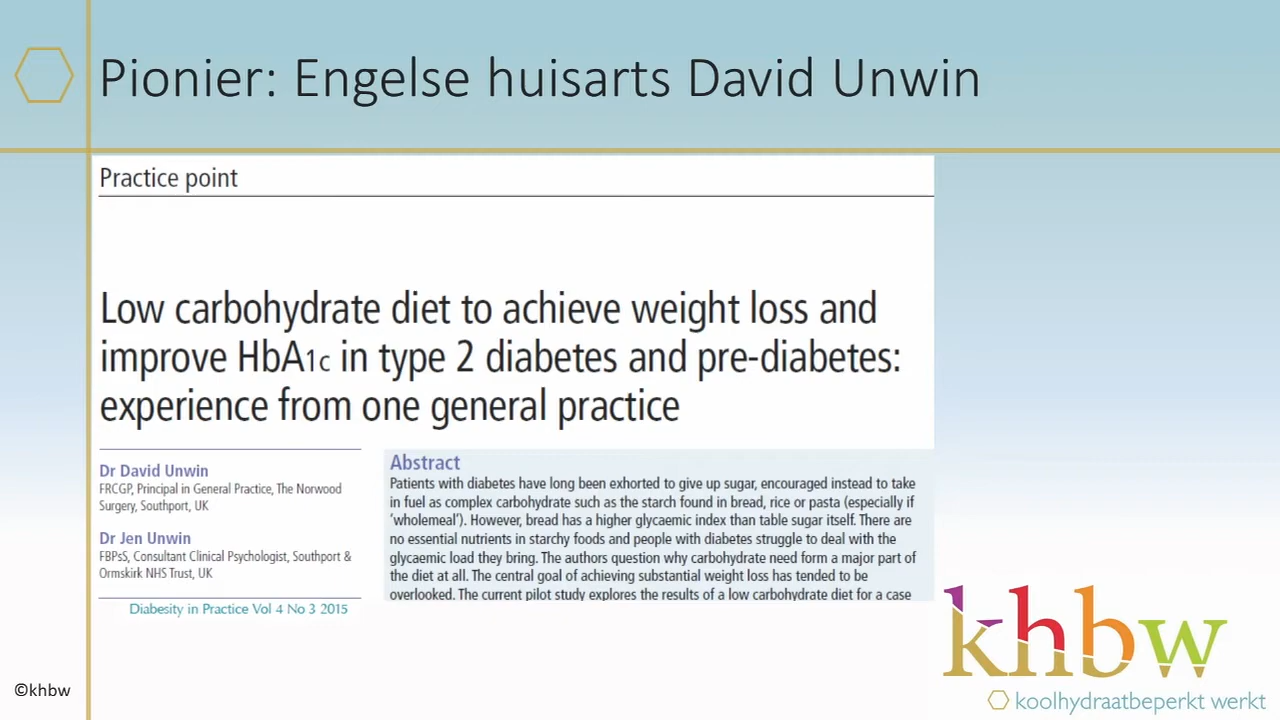 Pionier: Engelse huisarts David Unwin
Practice point
Low carbohydrate diet to achieve weight loss and
improve HbA1c in type 2 diabetes and pre-diabetes:
experience from one general practice
Dr David Unwin
FRCGP, Principal in General Practice, The Norwood
Surgery, Southport, UK
Dr Jen Unwin
FBPsS, Consultant Clinical Psychologist, Southport &
Ormskirk NHS Trust, UK
Diabesity in Practice Vol 4 No 3 2015
Abstract
Patients with diabetes have long been exhorted to give up sugar, encouraged instead to take
in fuel as complex carbohydrate such as the starch found in bread, rice or pasta (especially if
‘wholemeal’). However, bread has a higher glycaemic index than table sugar itself. There are
no essential nutrients in starchy foods and people with diabetes struggle to deal with the
glycaemic load they bring. The authors question why carbohydrate need form a major part of
the diet at all. The central goal of achieving substantial weight loss has tended to be
overlooked. The current pilot study explores the results of a low carbohydrate diet for a case
khbw
koolhydraatbeperkt werkt
©khbw